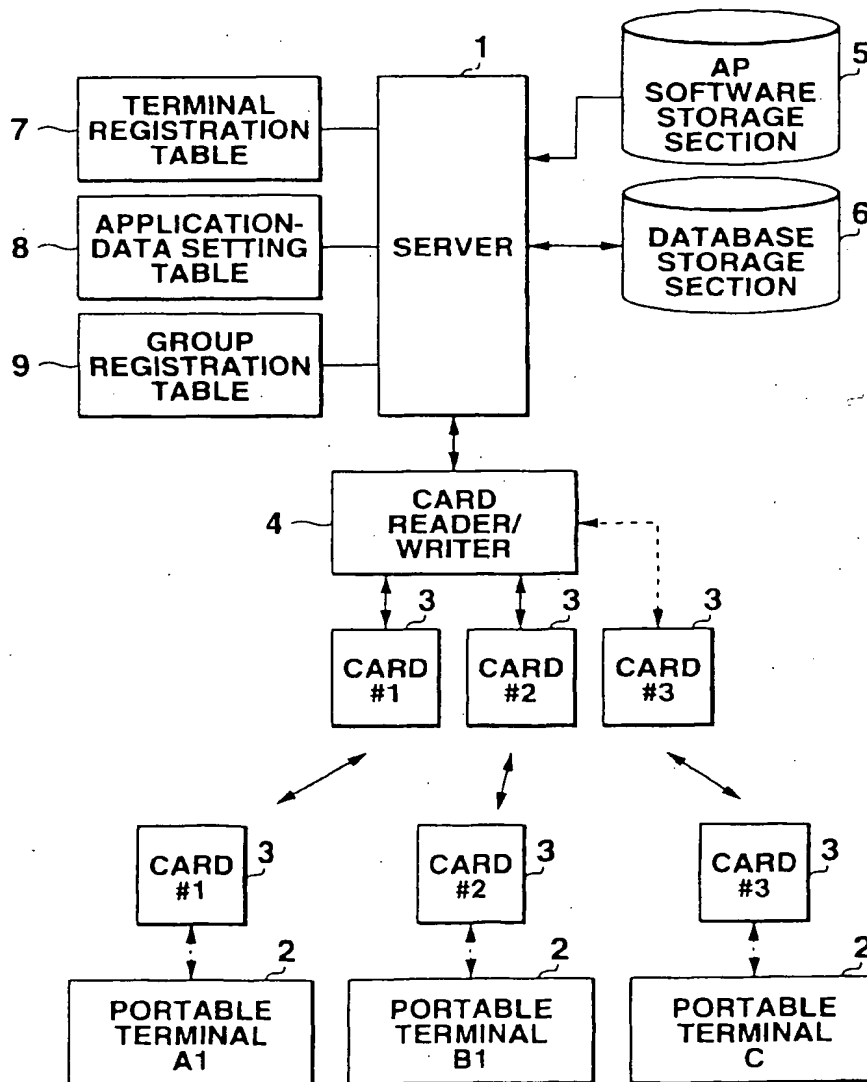 1
5
AP
SOFTWARE
STORAGE
SECTION
7
TERMINAL
REGISTRATION
TABLE
6
8
APPLICATION-
DATA SETTING
TABLE
SERVER
DATABASE
STORAGE
SECTION
9
GROUP
REGISTRATION
TABLE
4
CARD
READER/
WRITER
3
3
3
CARD
#1
CARD
#2
CARD
#3
3
3
3
CARD
#1
CARD
#2
CARD
#3
2
2
2
PORTABLE
TERMINAL
A1
PORTABLE
TERMINAL
B1
PORTABLE
TERMINAL
C